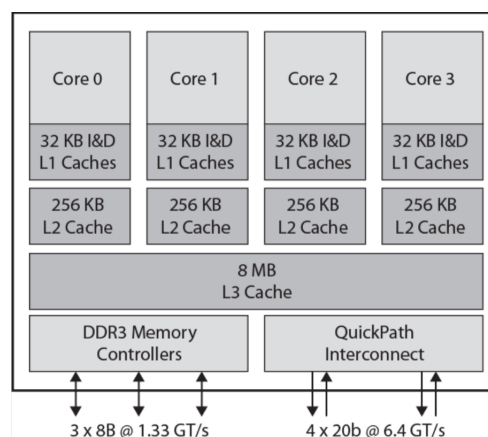 Core 0
Core 1
Core 2
Core 3
32 KB I&D
L1 Caches
32 KB I&D
L1 Caches
32 KB I&D
L1 Caches
32 KB I&D
L1 Caches
256 KB
L2 Cache
256 KB
L2 Cache
256 KB
L2 Cache
256 KB
L2 Cache
8 MB
L3 Cache
DDR3 Memory
Controllers
QuickPath
Interconnect
3 x 8B @ 1.33 GT/s
4 x 20b @ 6.4 GT/s